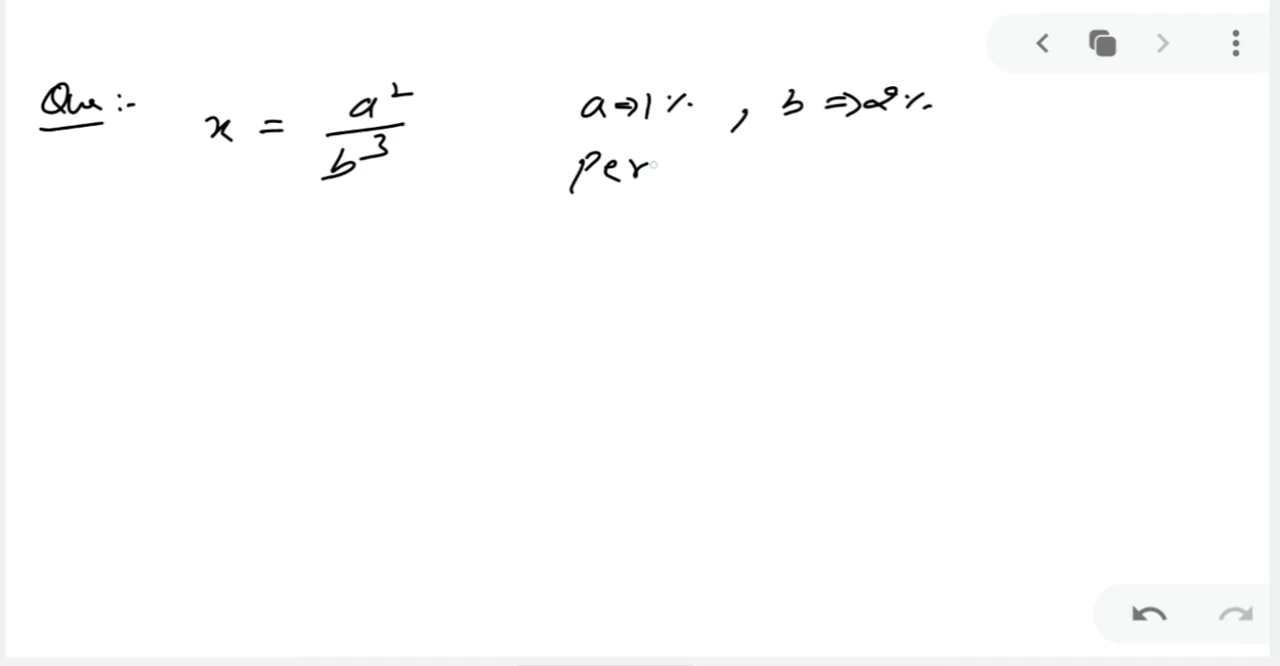 Que :- x = a²/b³ a ⇒ 1 % , b ⇒ 2 %
Per